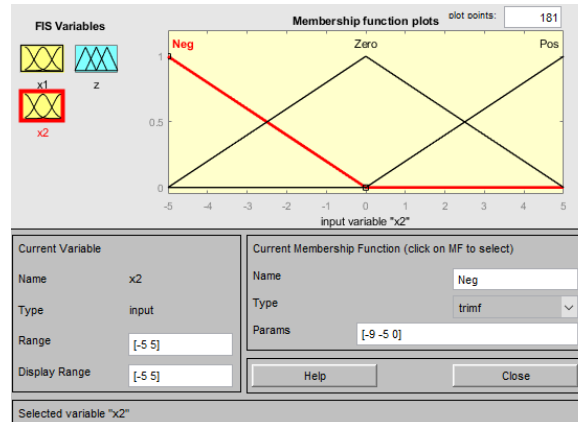 FIS Variables
Membership function plots
plot points:
181
x1
z
x2
Neg
Zero
Pos
1
0.5
0
-5 -4 -3 -2 -1 0 1 2 3 4 5
input variable "x2"
Current Variable
Name x2
Type input
Range [-5 5]
Display Range [-5 5]
Current Membership Function (click on MF to select)
Name Neg
Type trimf
Params [-9 -5 0]
Help Close
Selected variable "x2"